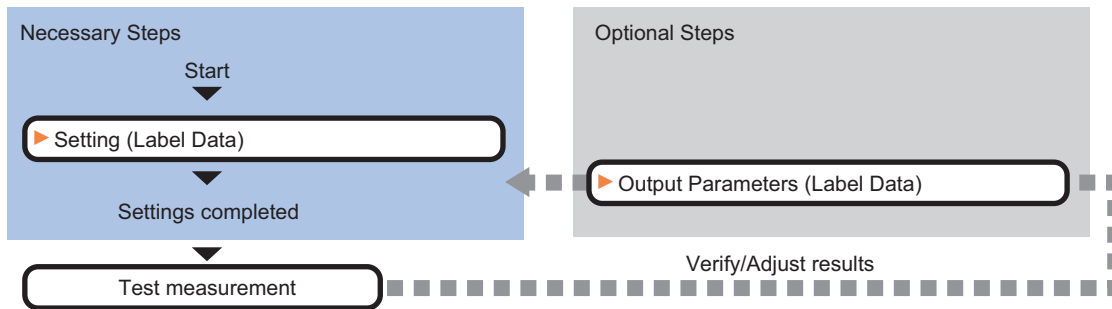 Necessary Steps
Start
Setting (Label Data)
Settings completed
Test measurement
Optional Steps
Output Parameters (Label Data)
Verify/Adjust results